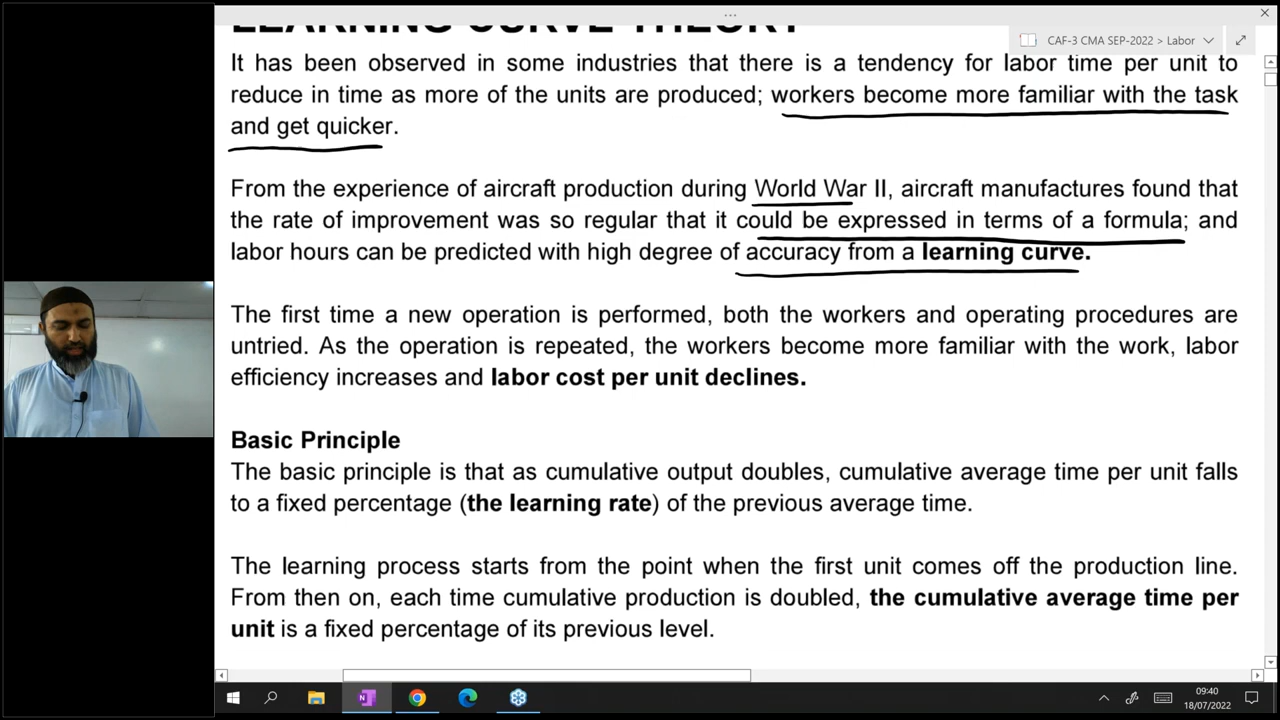 LEARNING CURVE THEORY
CAF-3 CMA SEP-2022 > Labor
It has been observed in some industries that there is a tendency for labor time per unit to
reduce in time as more of the units are produced; workers become more familiar with the task
and get quicker.
From the experience of aircraft production during World War II, aircraft manufactures found that
the rate of improvement was so regular that it could be expressed in terms of a formula; and
labor hours can be predicted with high degree of accuracy from a learning curve.
The first time a new operation is performed, both the workers and operating procedures are
untried. As the operation is repeated, the workers become more familiar with the work, labor
efficiency increases and labor cost per unit declines.
Basic Principle
The basic principle is that as cumulative output doubles, cumulative average time per unit falls
to a fixed percentage (the learning rate) of the previous average time.
The learning process starts from the point when the first unit comes off the production line.
From then on, each time cumulative production is doubled, the cumulative average time per
unit is a fixed percentage of its previous level.
09:40
18/07/2022